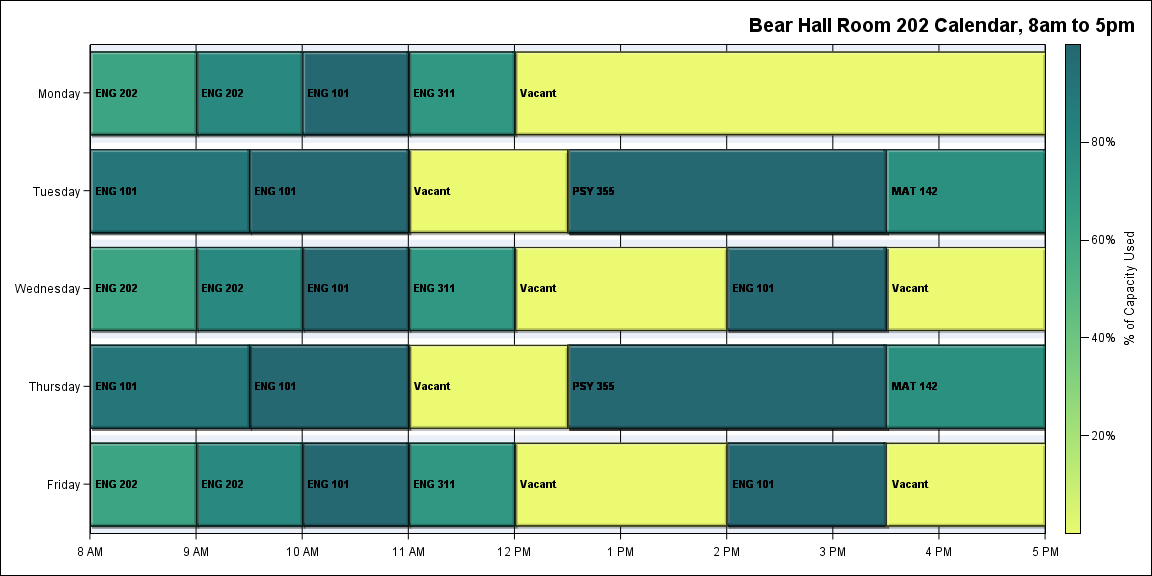 Bear Hall Room 202 Calendar, 8am to 5pm
Monday
ENG 202
ENG 202
ENG 101
ENG 311
Vacant
Tuesday
ENG 101
ENG 101
Vacant
PSY 355
MAT 142
Wednesday
ENG 202
ENG 202
ENG 101
ENG 311
Vacant
ENG 101
Vacant
Thursday
ENG 101
ENG 101
Vacant
PSY 355
MAT 142
Friday
ENG 202
ENG 202
ENG 101
ENG 311
Vacant
ENG 101
Vacant
8 AM
9 AM
10 AM
11 AM
12 PM
1 PM
2 PM
3 PM
4 PM
5 PM
80%
60%
40%
20%
% of Capacity Used